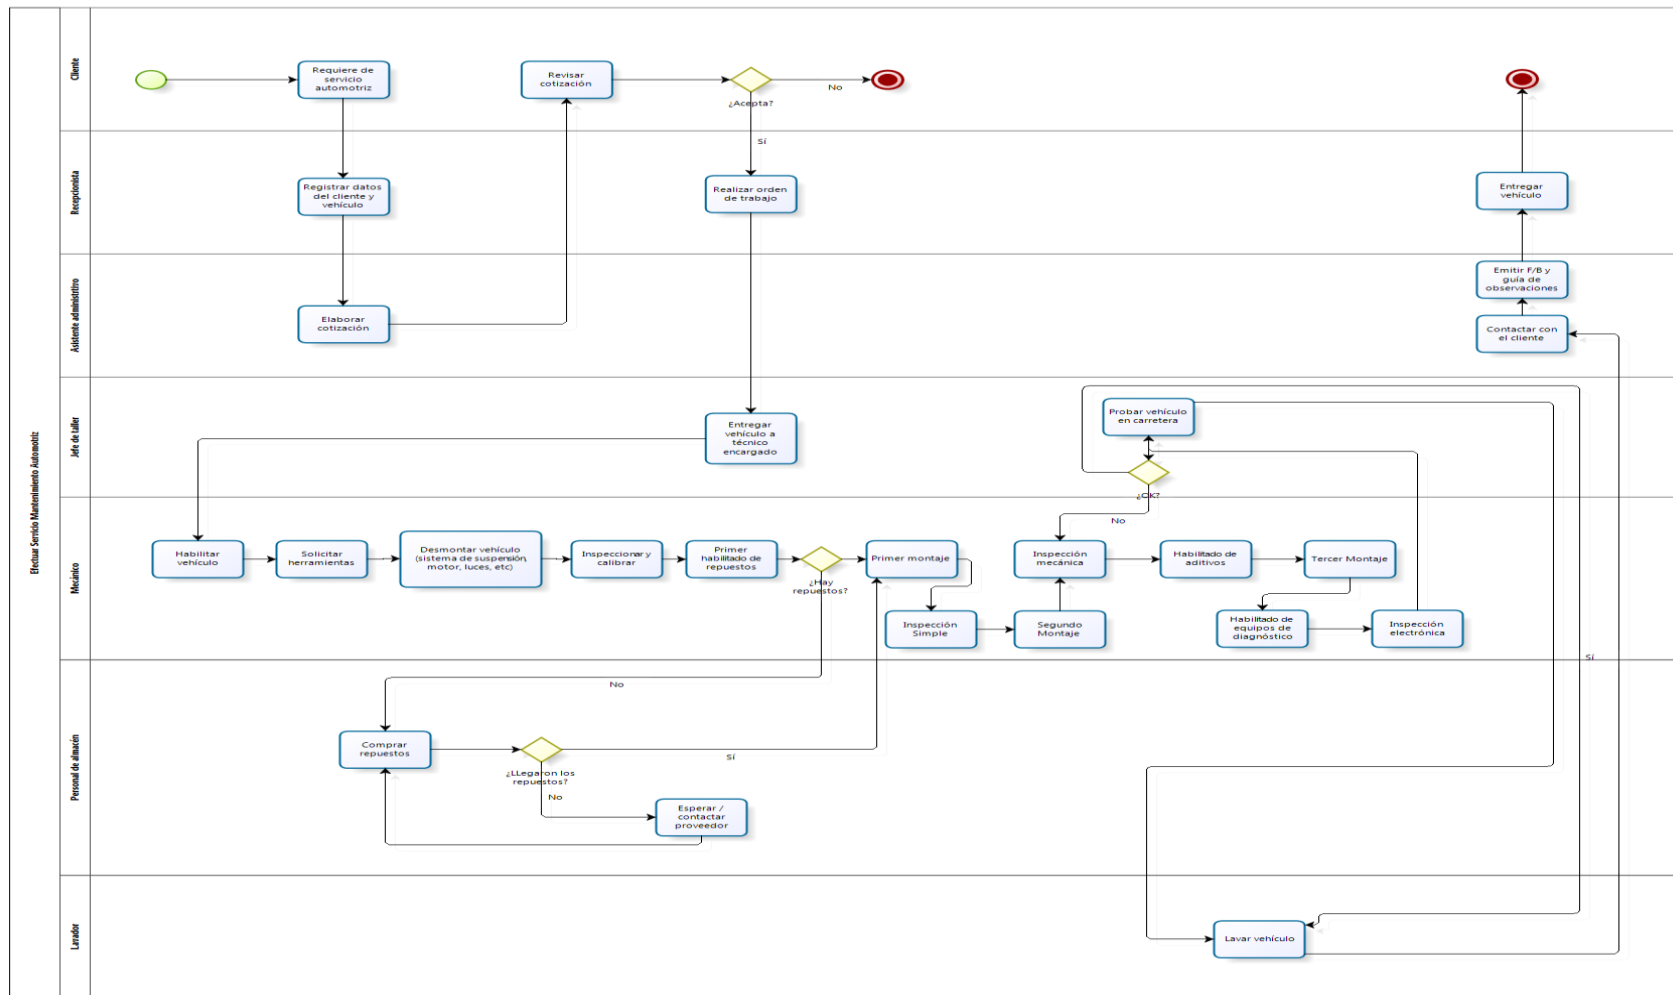 Efectuar Servicio Mantenimiento Automotriz
Cliente
Requiere de
servicio
automotriz
Revisar
cotización
¿Acepta?
No
Sí
Recepcionista
Registrar datos
del cliente y
vehículo
Realizar orden
de trabajo
Entregar
vehículo
Asistente administrtitro
Elaborar
cotización
Emitir F/B y
guía de
observaciones
Contactar con
el cliente
Jefe de taller
Entregar
vehículo a
técnico
encargado
Probar vehículo
en carretera
¿OK?
No
Mecánico
Habilitar
vehículo
Solicitar
herramientas
Desmontar vehículo
(sistema de suspensión,
motor, luces, etc)
Inspeccionar y
calibrar
Primer
habilitado de
repuestos
¿Hay
repuestos?
Primer montaje
Inspección
mecánica
Habilitado de
aditivos
Tercer Montaje
Inspección
Simple
Segundo
Montaje
Habilitado de
equipos de
diagnóstico
Inspección
electrónica
Sí
Personal de almacén
No
Comprar
repuestos
¿LLegaron los
repuestos?
Sí
No
Esperar /
contactar
proveedor
Lavador
Lavar vehículo